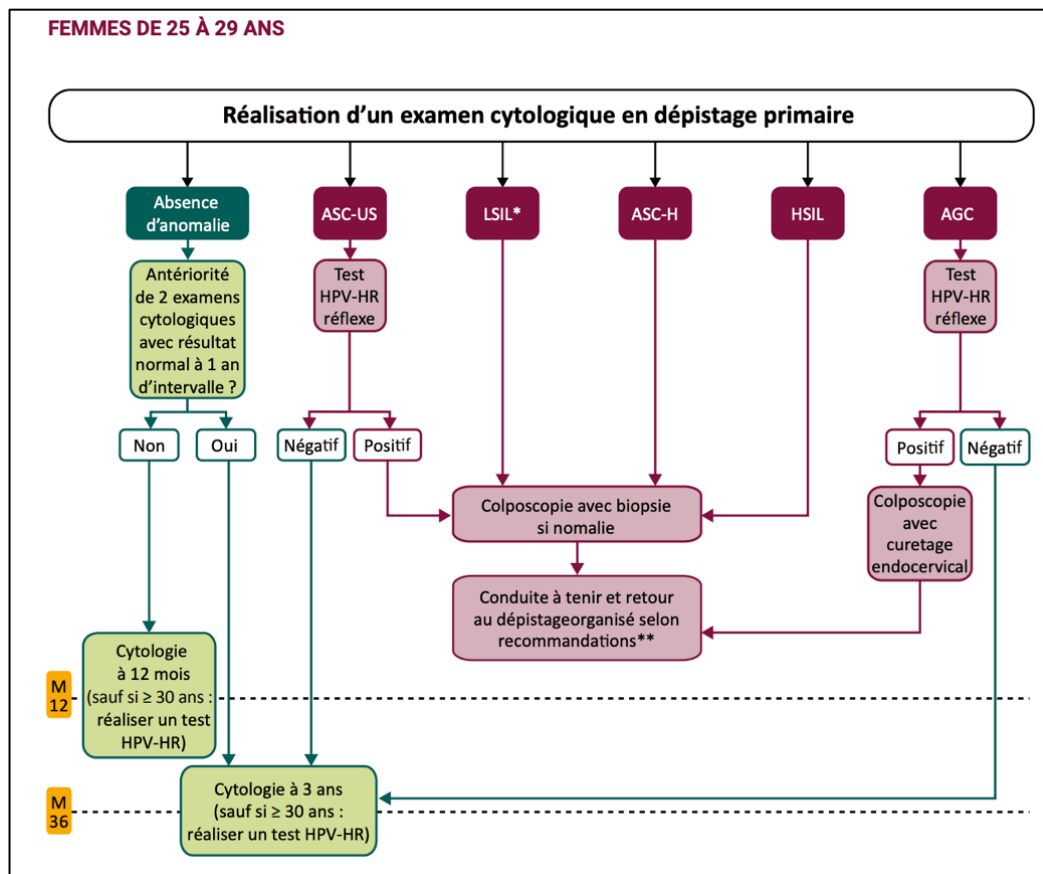 FEMMES DE 25 À 29 ANS
Réalisation d’un examen cytologique en dépistage primaire
Absence
d’anomalie
ASC-US
LSIL*
ASC-H
HSIL
AGC
Antériorité
de 2 examens
cytologiques
avec résultat
normal à 1 an
d’intervalle ?
Test
HPV-HR
réflexe
Test
HPV-HR
réflexe
Non
Oui
Négatif
Positif
Positif
Négatif
Colposcopie avec biopsie
si nomalie
Colposcopie
avec
curetage
endocervical
Conduite à tenir et retour
au dépistageorganisé selon
recommandations**
Cytologie
à 12 mois
(sauf si ≥ 30 ans :
réaliser un test
HPV-HR)
M
12
Cytologie à 3 ans
(sauf si ≥ 30 ans :
réaliser un test HPV-HR)
M
36